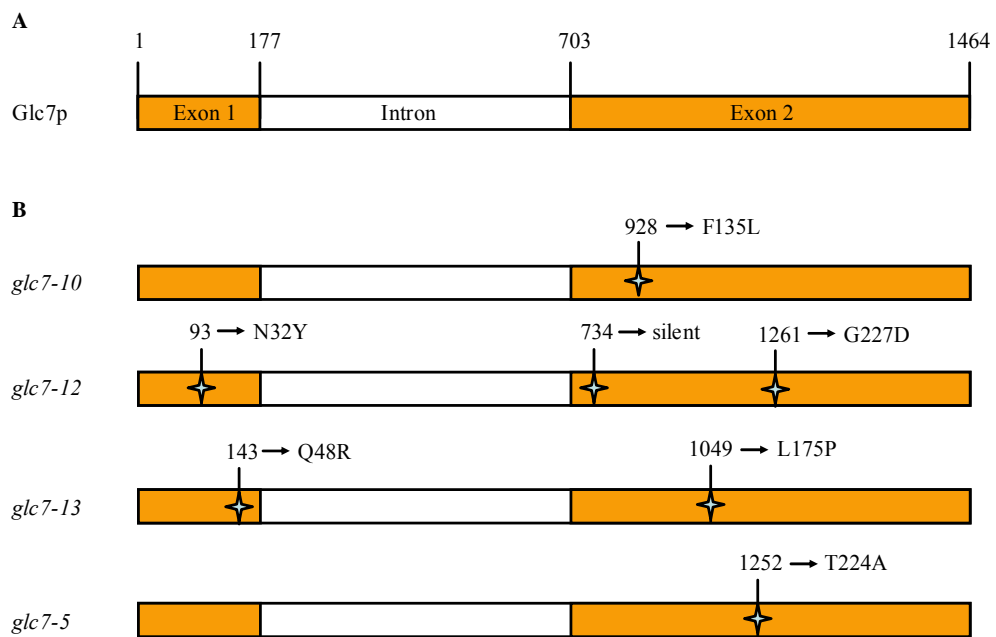 A
1 177 703 1464
Glc7p Exon 1 Intron Exon 2
B
928 → F135L
glc7-10
93 → N32Y 734 → silent 1261 → G227D
glc7-12
143 → Q48R 1049 → L175P
glc7-13
1252 → T224A
glc7-5